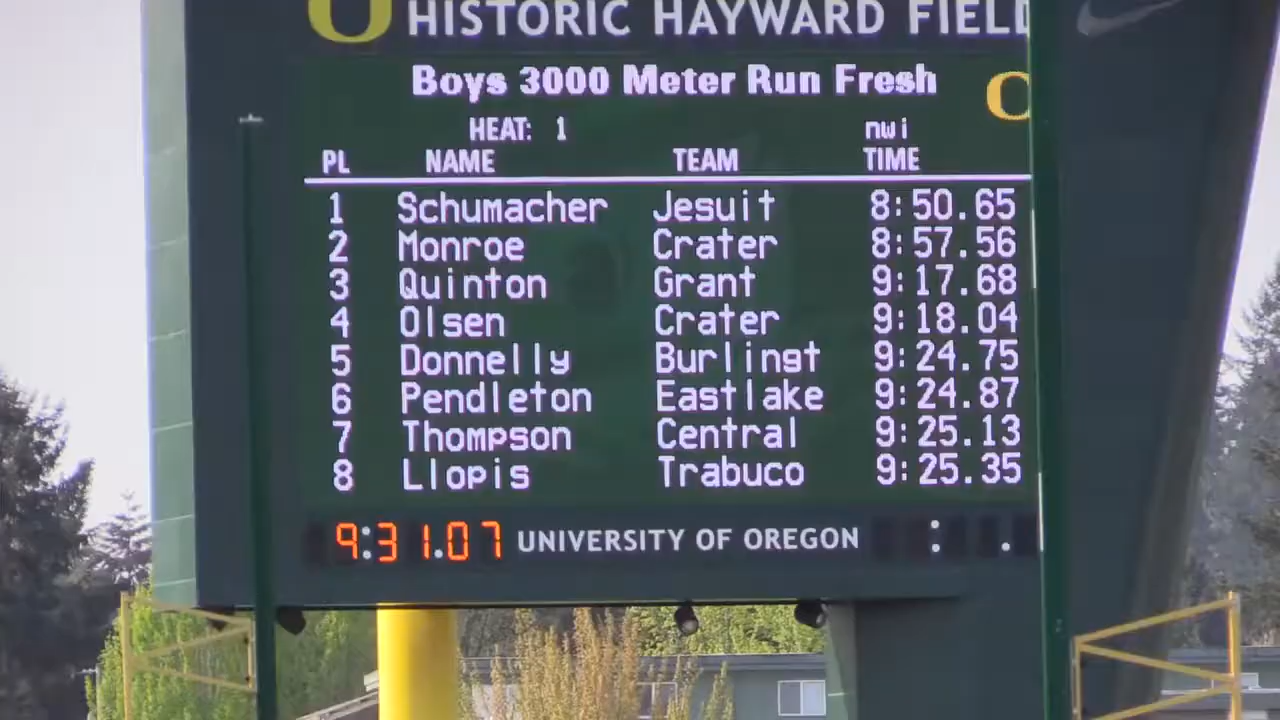 O HISTORIC HAYWARD FIELD
Boys 3000 Meter Run Fresh
O
HEAT: 1 nwi
PL NAME TEAM TIME
1 Schumacher Jesuit 8:50.65
2 Monroe Crater 8:57.56
3 Quinton Grant 9:17.68
4 Olsen Crater 9:18.04
5 Donnelly Burlingt 9:24.75
6 Pendleton Eastlake 9:24.87
7 Thompson Central 9:25.13
8 Llopis Trabuco 9:25.35
9:31.07 UNIVERSITY OF OREGON : .